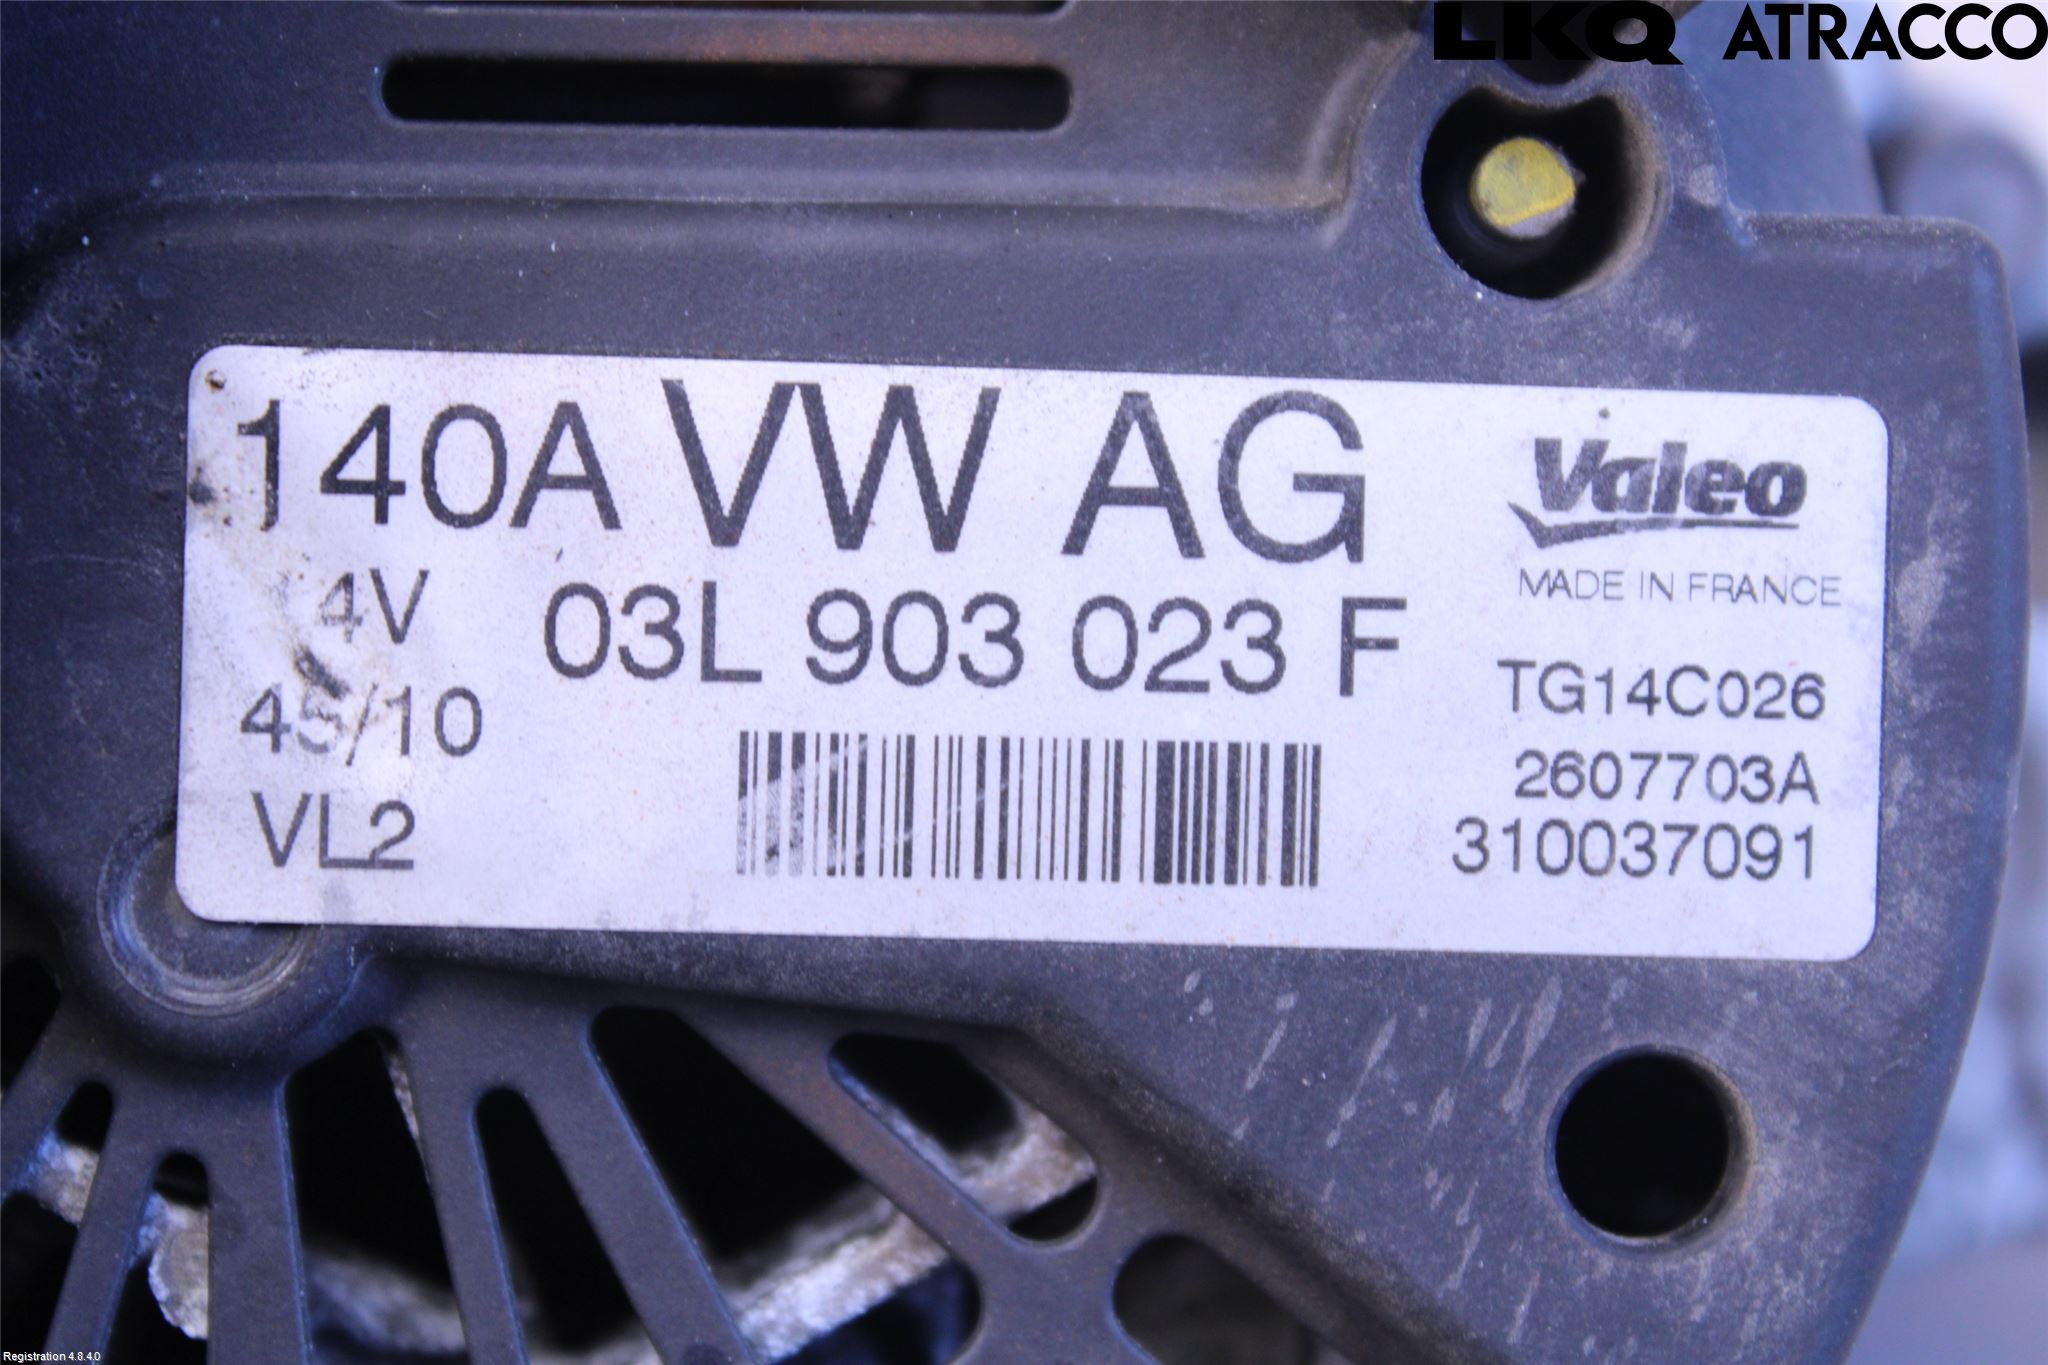 LKQ ATRACCO
140A VW AG
Valeo
MADE IN FRANCE
4V
03L 903 023 F
45/10
TG14C026
2607703A
VL2
310037091
Registration 4.8.4.0